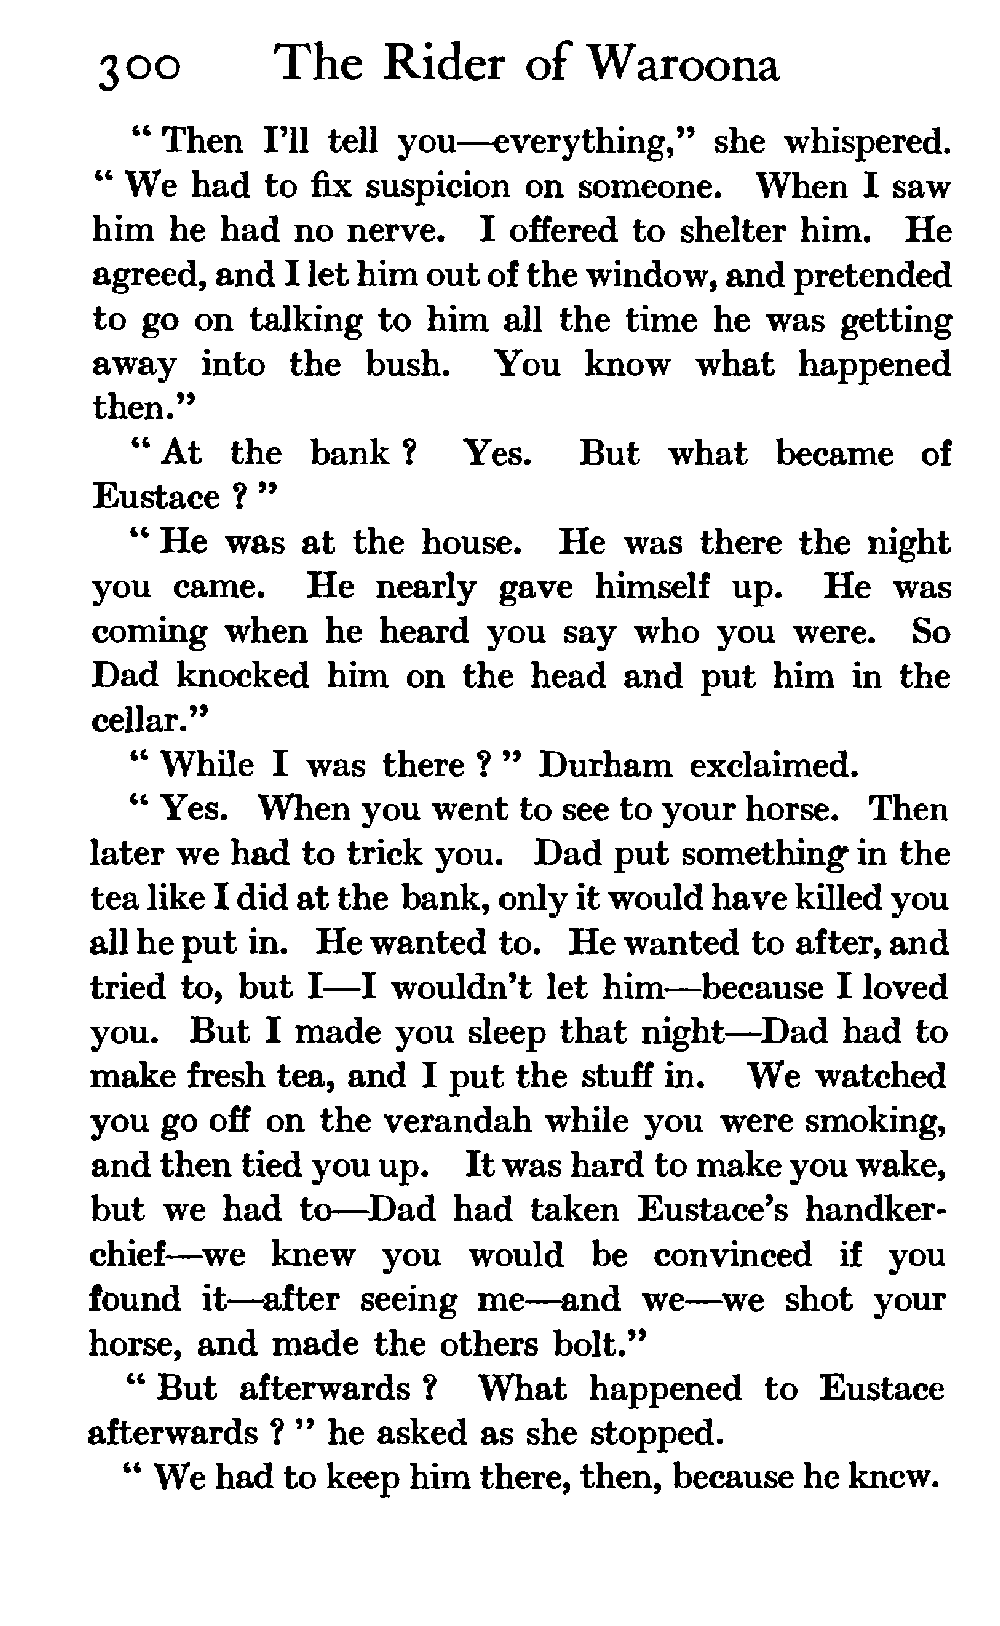 300 The Rider of Waroona
“ Then I’ll tell you—everything,” she whispered.
“ We had to fix suspicion on someone. When I saw
him he had no nerve. I offered to shelter him. He
agreed, and I let him out of the window, and pretended
to go on talking to him all the time he was getting
away into the bush. You know what happened
then.”
“ At the bank ? Yes. But what became of
Eustace ? ”
“ He was at the house. He was there the night
you came. He nearly gave himself up. He was
coming when he heard you say who you were. So
Dad knocked him on the head and put him in the
cellar.”
“ While I was there ? ” Durham exclaimed.
“ Yes. When you went to see to your horse. Then
later we had to trick you. Dad put something in the
tea like I did at the bank, only it would have killed you
all he put in. He wanted to. He wanted to after, and
tried to, but I—I wouldn’t let him—because I loved
you. But I made you sleep that night—Dad had to
make fresh tea, and I put the stuff in. We watched
you go off on the verandah while you were smoking,
and then tied you up. It was hard to make you wake,
but we had to—Dad had taken Eustace’s handker-
chief—we knew you would be convinced if you
found it—after seeing me—and we—we shot your
horse, and made the others bolt.”
“ But afterwards ? What happened to Eustace
afterwards ? ” he asked as she stopped.
“ We had to keep him there, then, because he knew.